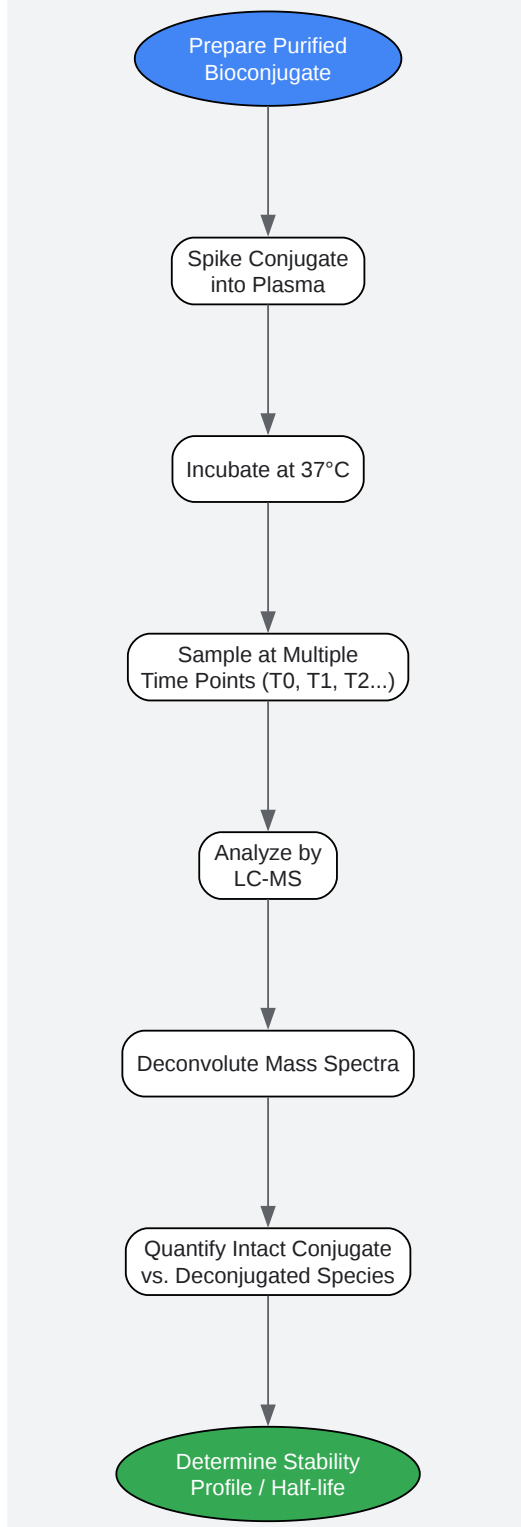 Prepare Purified
Bioconjugate
Spike Conjugate
into Plasma
Incubate at 37°C
Sample at Multiple
Time Points (T0, T1, T2...)
Analyze by
LC-MS
Deconvolute Mass Spectra
Quantify Intact Conjugate
vs. Deconjugated Species
Determine Stability
Profile / Half-life